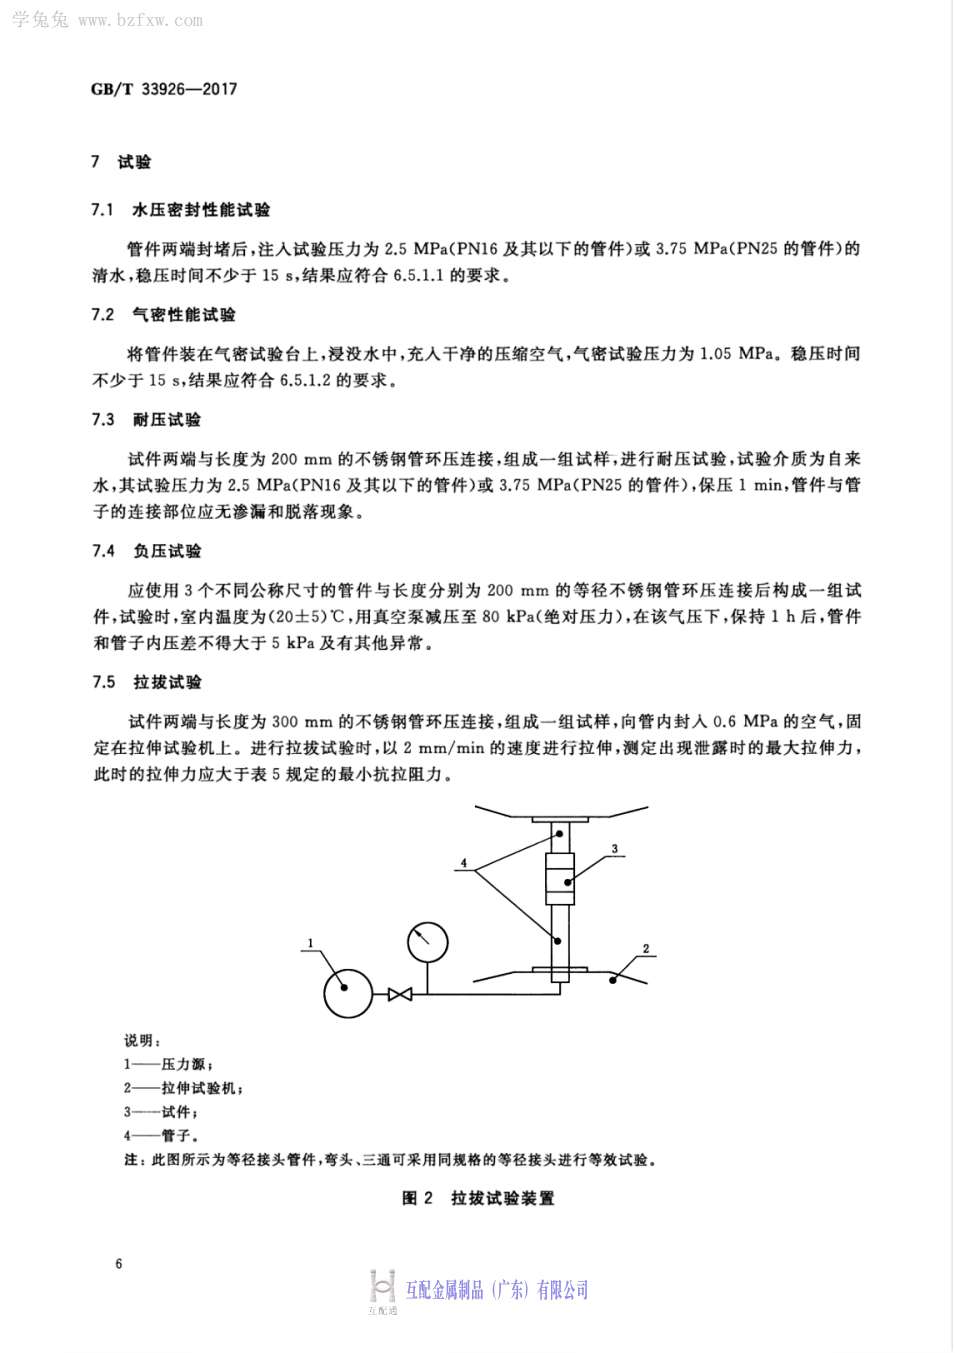 学兔兔 www.bzfxw.com
GB/T 33926—2017
7 试验
7.1 水压密封性能试验
管件两端封堵后,注入试验压力为 2.5 MPa(PN16 及其以下的管件)或 3.75 MPa(PN25 的管件)的
清水,稳压时间不少于 15 s,结果应符合 6.5.1.1 的要求。
7.2 气密性能试验
将管件装在气密试验台上,浸没水中,充入干净的压缩空气,气密试验压力为 1.05 MPa。稳压时间
不少于 15 s,结果应符合 6.5.1.2 的要求。
7.3 耐压试验
试件两端与长度为 200 mm 的不锈钢管环压连接,组成一组试样,进行耐压试验,试验介质为自来
水,其试验压力为 2.5 MPa(PN16 及其以下的管件)或 3.75 MPa(PN25 的管件),保压 1 min,管件与管
子的连接部位应无渗漏和脱落现象。
7.4 负压试验
应使用 3 个不同公称尺寸的管件与长度分别为 200 mm 的等径不锈钢管环压连接后构成一组试
件,试验时,室内温度为(20±5)℃,用真空泵减压至 80 kPa(绝对压力),在该气压下,保持 1 h 后,管件
和管子内压差不得大于 5 kPa 及有其他异常。
7.5 拉拔试验
试件两端与长度为 300 mm 的不锈钢管环压连接,组成一组试样,向管内封入 0.6 MPa 的空气,固
定在拉伸试验机上。进行拉拔试验时,以 2 mm/min 的速度进行拉伸,测定出现泄露时的最大拉伸力,
此时的拉伸力应大于表 5 规定的最小抗拉阻力。
3
4
1
2
说明:
1——压力源;
2——拉伸试验机;
3——试件;
4——管子。
注:此图所示为等径接头管件,弯头、三通可采用同规格的等径接头进行等效试验。
图 2 拉拔试验装置
6
互配金属制品(广东)有限公司
互配通